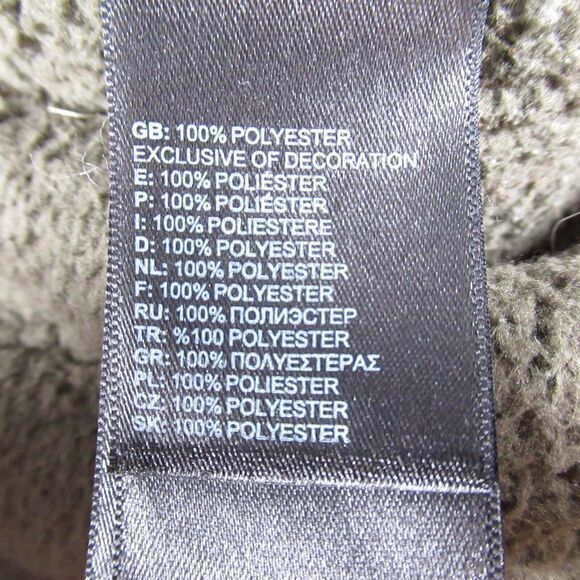 GB: 100% POLYESTER
EXCLUSIVE OF DECORATION
E: 100% POLIÉSTER
P: 100% POLIÉSTER
I: 100% POLIESTERE
D: 100% POLYESTER
NL: 100% POLYESTER
F: 100% POLYESTER
RU: 100% ПОЛИЭСТЕР
TR: %100 POLYESTER
GR: 100% ΠΟΛΥΕΣΤΕΡΑΣ
PL: 100% POLIESTER
CZ: 100% POLYESTER
SK: 100% POLYESTER